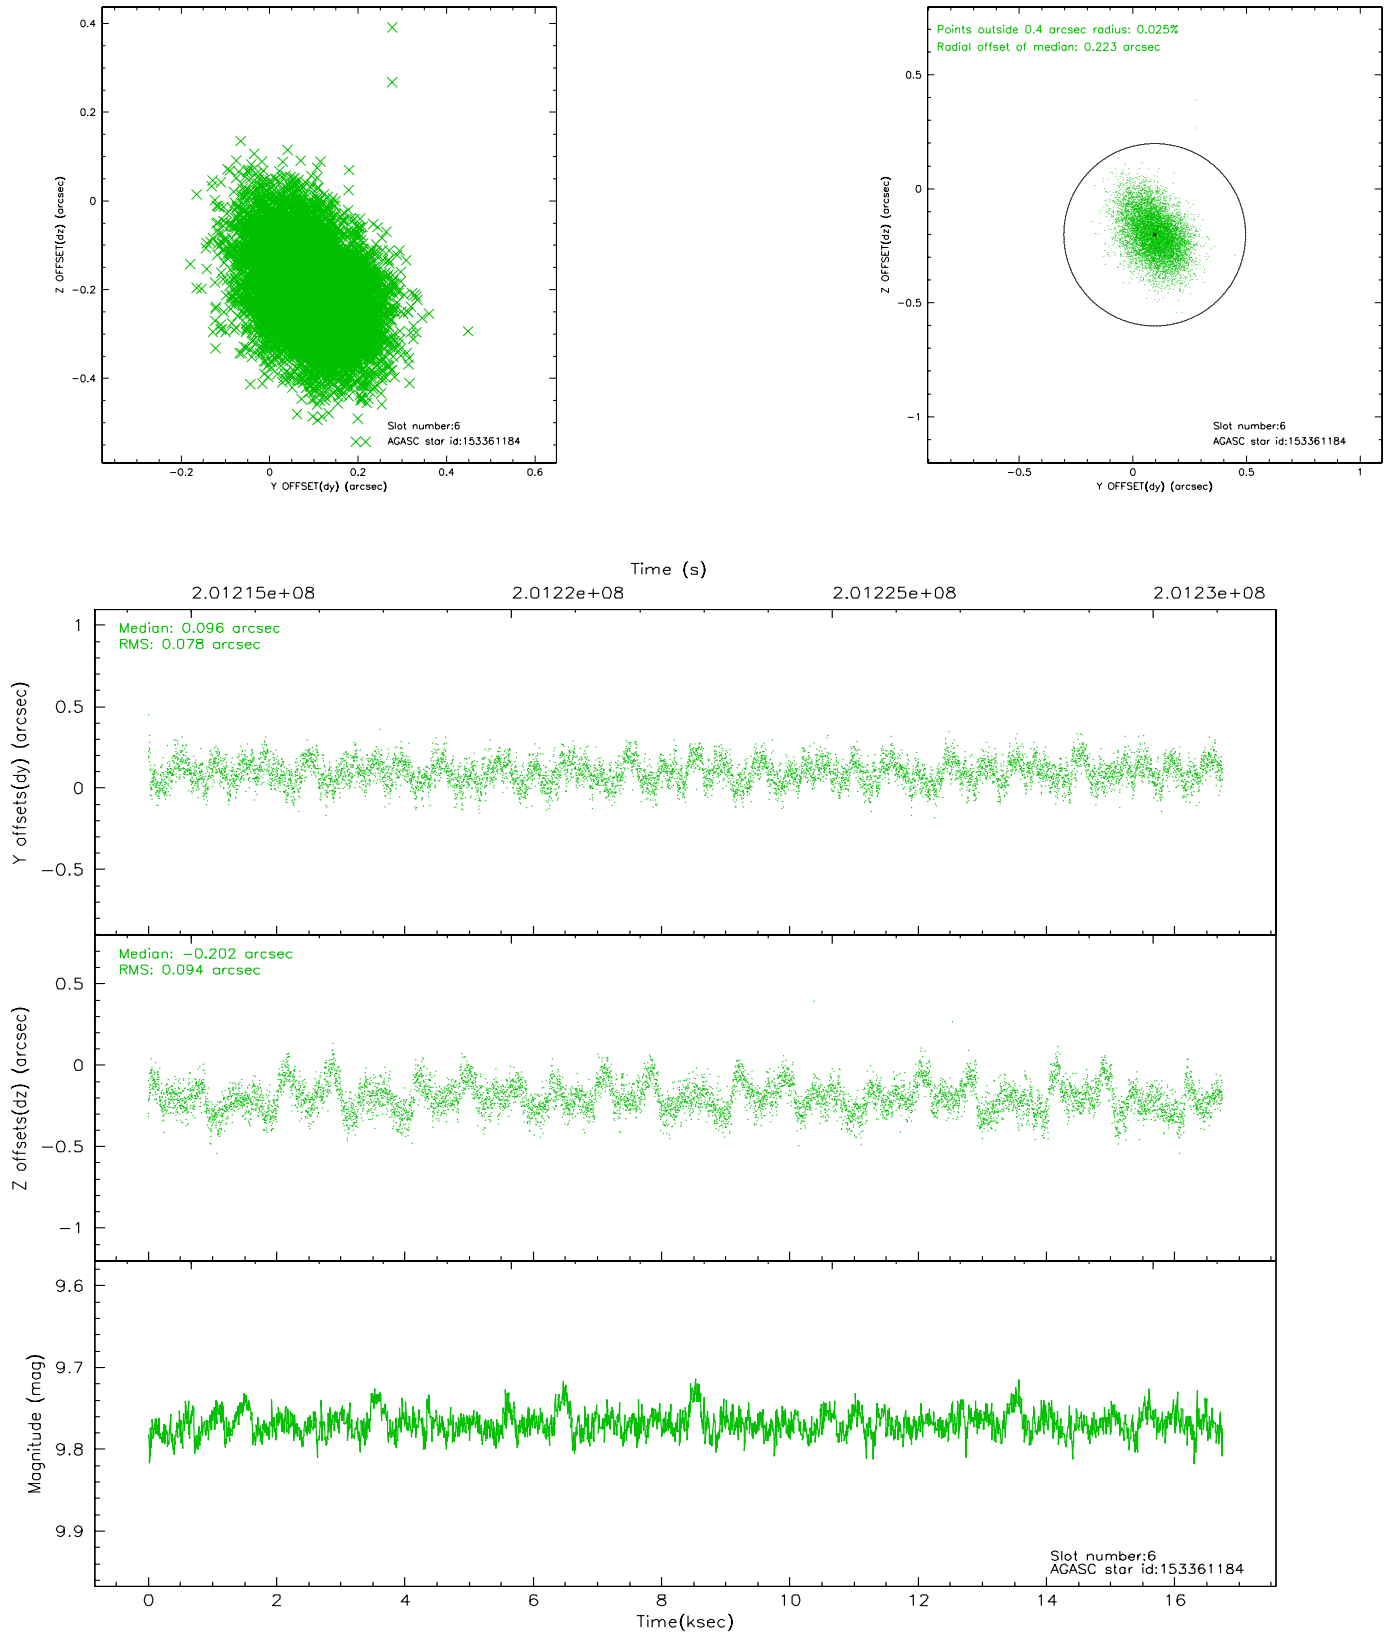 0.4
0.2
0
−0.2
−0.4
Z OFFSET(dz) (arcsec)
Slot number:6
AGASC star id:153361184
−0.2 0 0.2 0.4 0.6
Y OFFSET(dy) (arcsec)
Points outside 0.4 arcsec radius: 0.025%
Radial offset of median: 0.223 arcsec
0.5
0
−0.5
−1
Z OFFSET(dz) (arcsec)
Slot number:6
AGASC star id:153361184
−0.5 0 0.5 1
Y OFFSET(dy) (arcsec)
Time (s)
2.01215e+08 2.0122e+08 2.01225e+08 2.0123e+08
Median: 0.096 arcsec
RMS: 0.078 arcsec
1
0.5
0
−0.5
Y offsets(dy) (arcsec)
Median: −0.202 arcsec
RMS: 0.094 arcsec
0.5
0
−0.5
−1
Z offsets(dz) (arcsec)
9.6
9.7
9.8
9.9
Magnitude (mag)
Slot number:6
AGASC star id:153361184
0 2 4 6 8 10 12 14 16
Time(ksec)